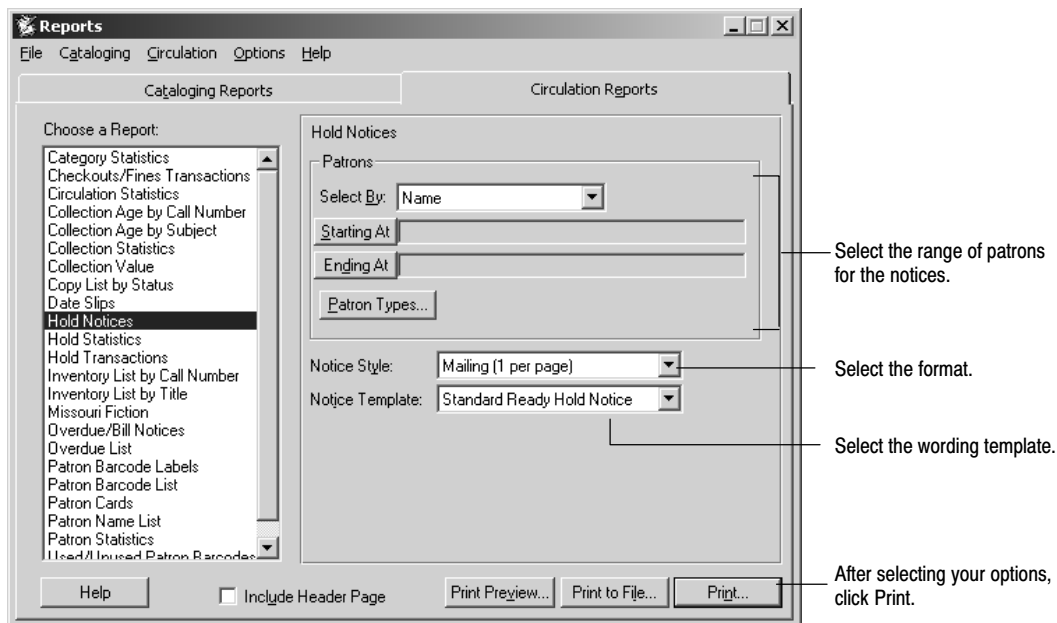 Reports
File Cataloging Circulation Options Help
Cataloging Reports
Circulation Reports
Choose a Report:
Category Statistics
Checkouts/Fines Transactions
Circulation Statistics
Collection Age by Call Number
Collection Age by Subject
Collection Statistics
Collection Value
Copy List by Status
Date Slips
Hold Notices
Hold Statistics
Hold Transactions
Inventory List by Call Number
Inventory List by Title
Missouri Fiction
Overdue/Bill Notices
Overdue List
Patron Barcode Labels
Patron Barcode List
Patron Cards
Patron Name List
Patron Statistics
Used/Unused Patron Barcodes
Hold Notices
Patrons
Select By: Name
Starting At
Ending At
Patron Types...
Notice Style: Mailing (1 per page)
Notice Template: Standard Ready Hold Notice
Help
Include Header Page
Print Preview...
Print to File...
Print...
Select the range of patrons
for the notices.
Select the format.
Select the wording template.
After selecting your options,
click Print.